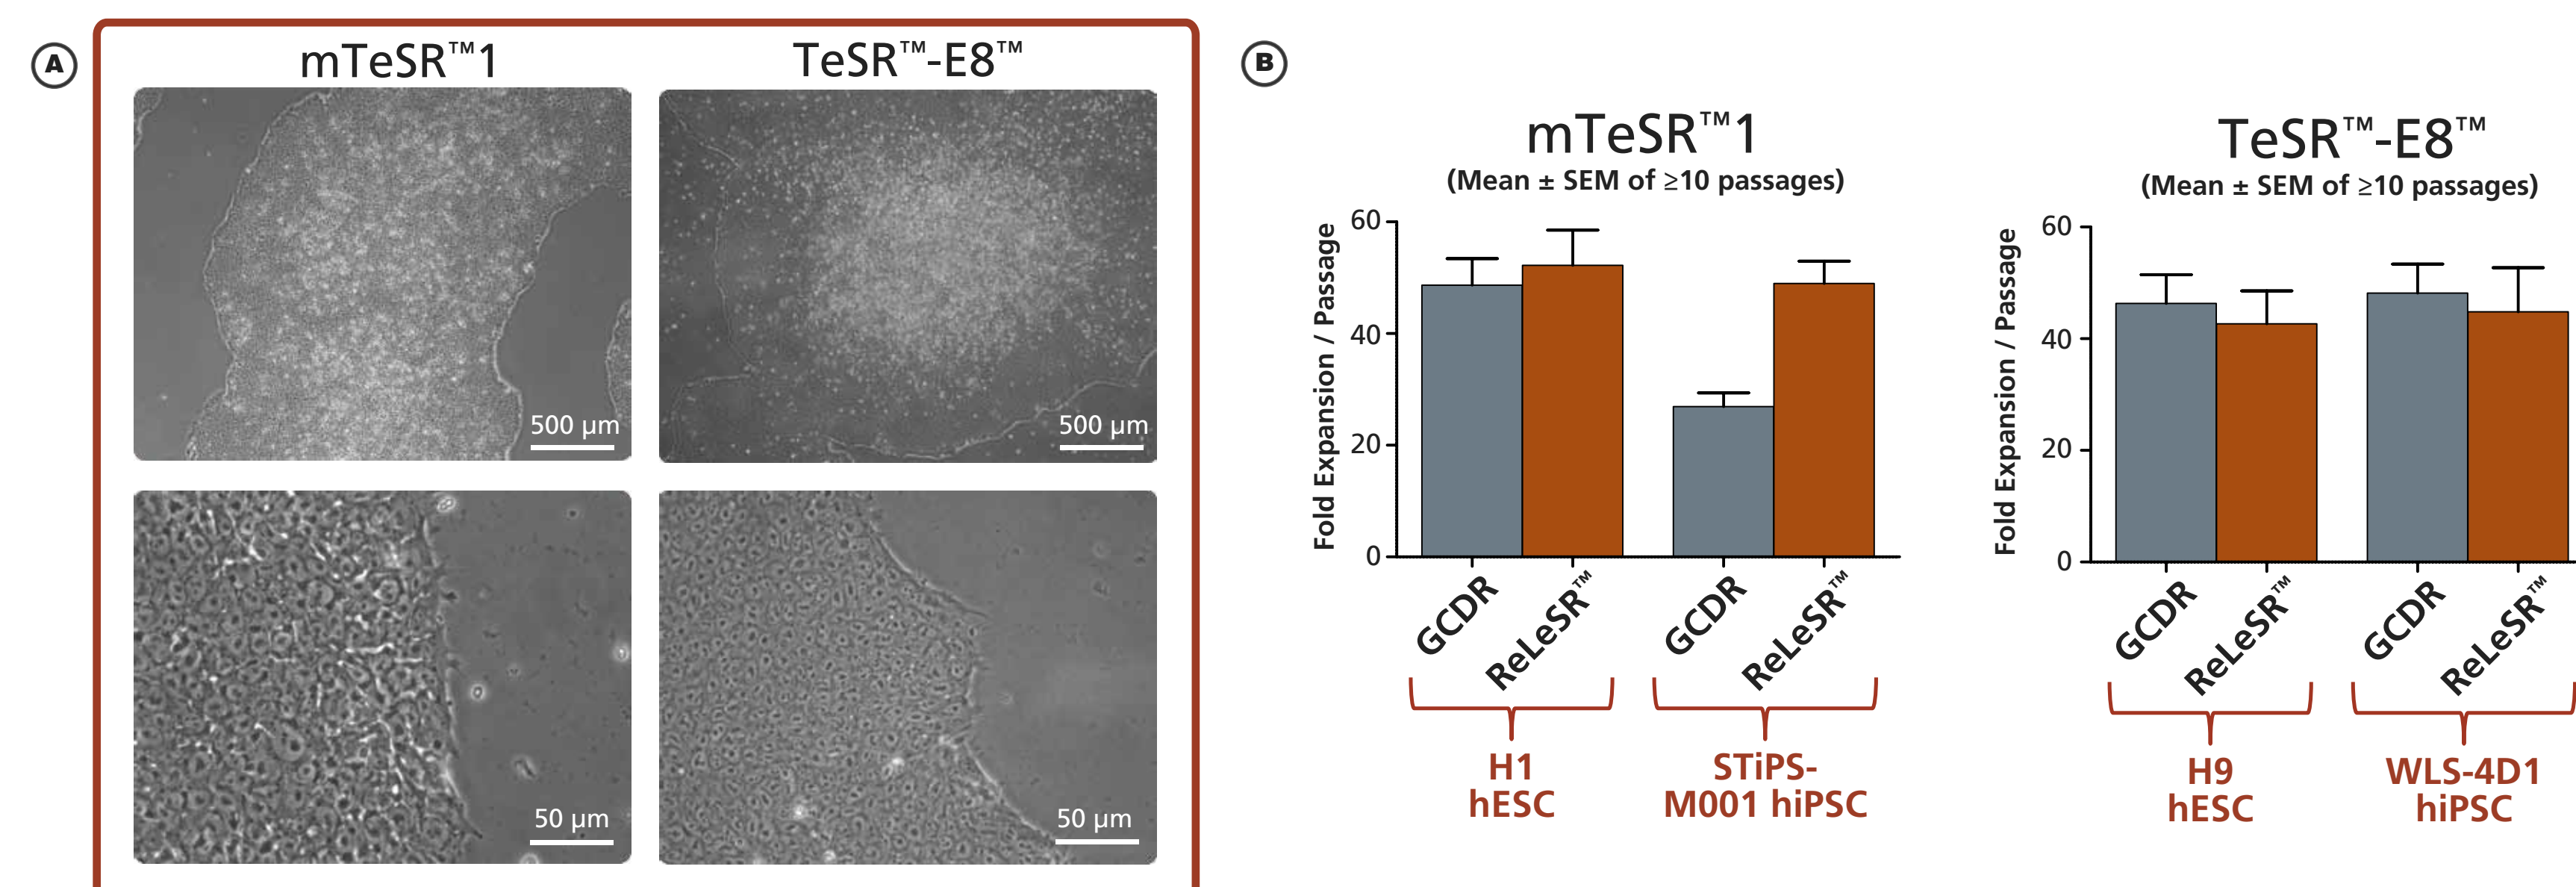 A
mTeSR™1
TeSR™-E8™
500 µm
500 µm
50 µm
50 µm
B
mTeSR™1
(Mean ± SEM of ≥10 passages)
Fold Expansion / Passage
60
40
20
0
GCDR
ReLeSR™
GCDR
ReLeSR™
H1
hESC
STiPS-
M001 hiPSC
TeSR™-E8™
(Mean ± SEM of ≥10 passages)
Fold Expansion / Passage
60
40
20
0
GCDR
ReLeSR™
GCDR
ReLeSR™
H9
hESC
WLS-4D1
hiPSC